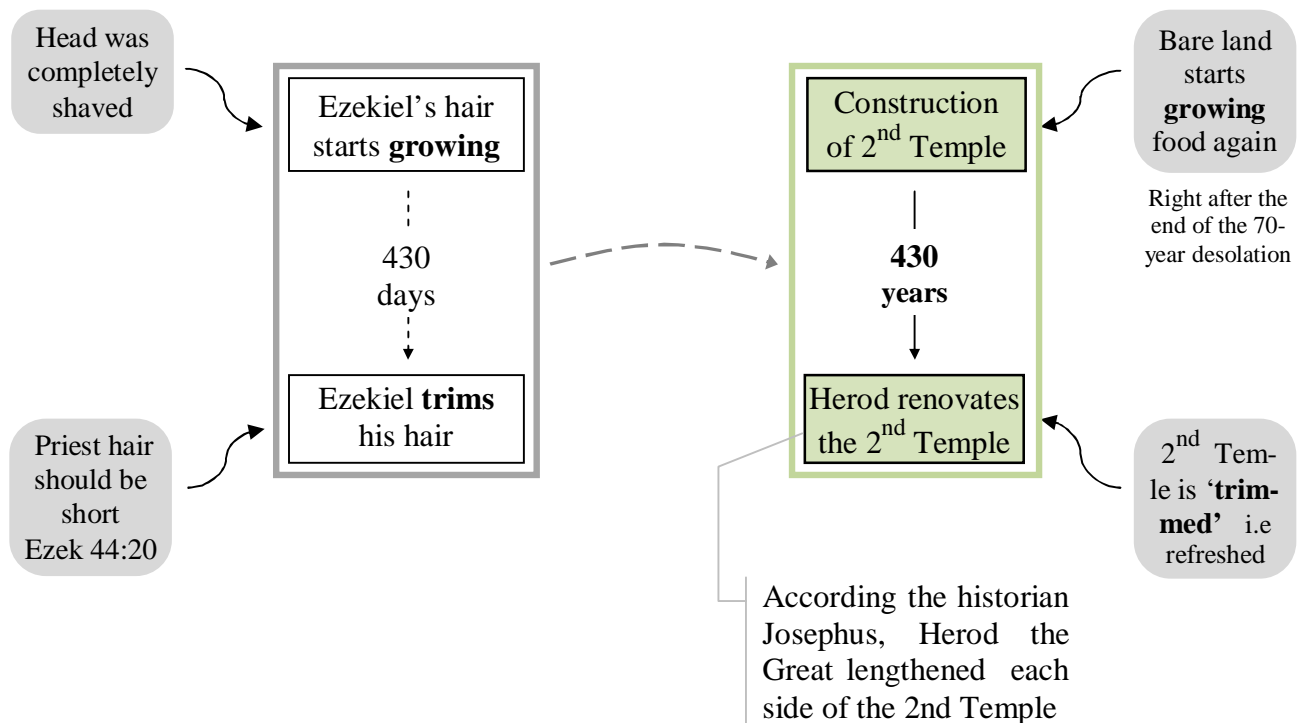 Head was
completely
shaved
Ezekiel’s hair
starts growing
430
days
Ezekiel trims
his hair
Priest hair
should be
short
Ezek 44:20
Construction
of 2nd Temple
430
years
Herod renovates
the 2nd Temple
Bare land
starts
growing
food again
Right after the
end of the 70-
year desolation
2nd Tem-
le is ‘trim-
med’ i.e
refreshed
According the historian
Josephus, Herod the
Great lengthened each
side of the 2nd Temple